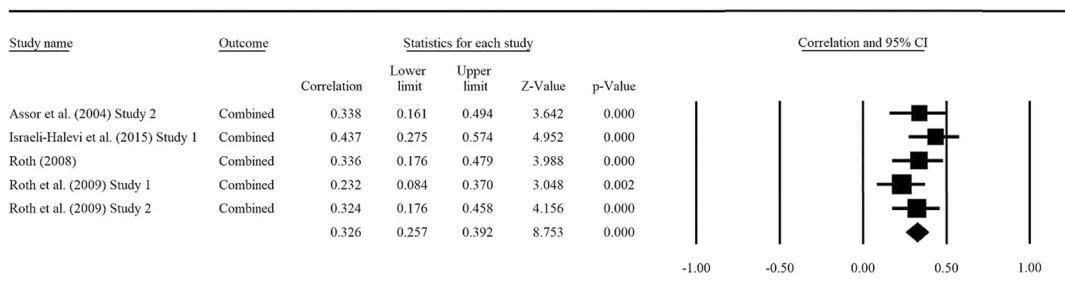 Study name Outcome Statistics for each study Correlation and 95% CI
Correlation Lower limit Upper limit Z-Value p-Value
Assor et al. (2004) Study 2 Combined 0.338 0.161 0.494 3.642 0.000
Israeli-Halevi et al. (2015) Study 1 Combined 0.437 0.275 0.574 4.952 0.000
Roth (2008) Combined 0.336 0.176 0.479 3.988 0.000
Roth et al. (2009) Study 1 Combined 0.232 0.084 0.370 3.048 0.002
Roth et al. (2009) Study 2 Combined 0.324 0.176 0.458 4.156 0.000
0.326 0.257 0.392 8.753 0.000
-1.00 -0.50 0.00 0.50 1.00